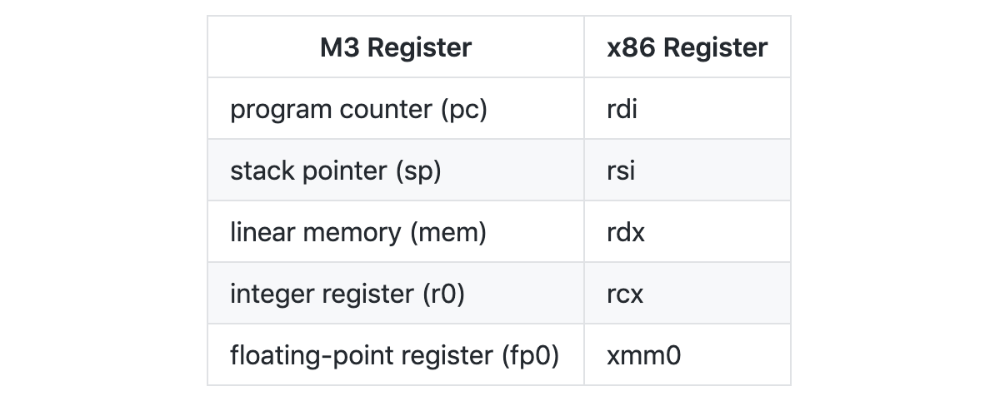 M3 Register x86 Register
program counter (pc) rdi
stack pointer (sp) rsi
linear memory (mem) rdx
integer register (r0) rcx
floating-point register (fp0) xmm0